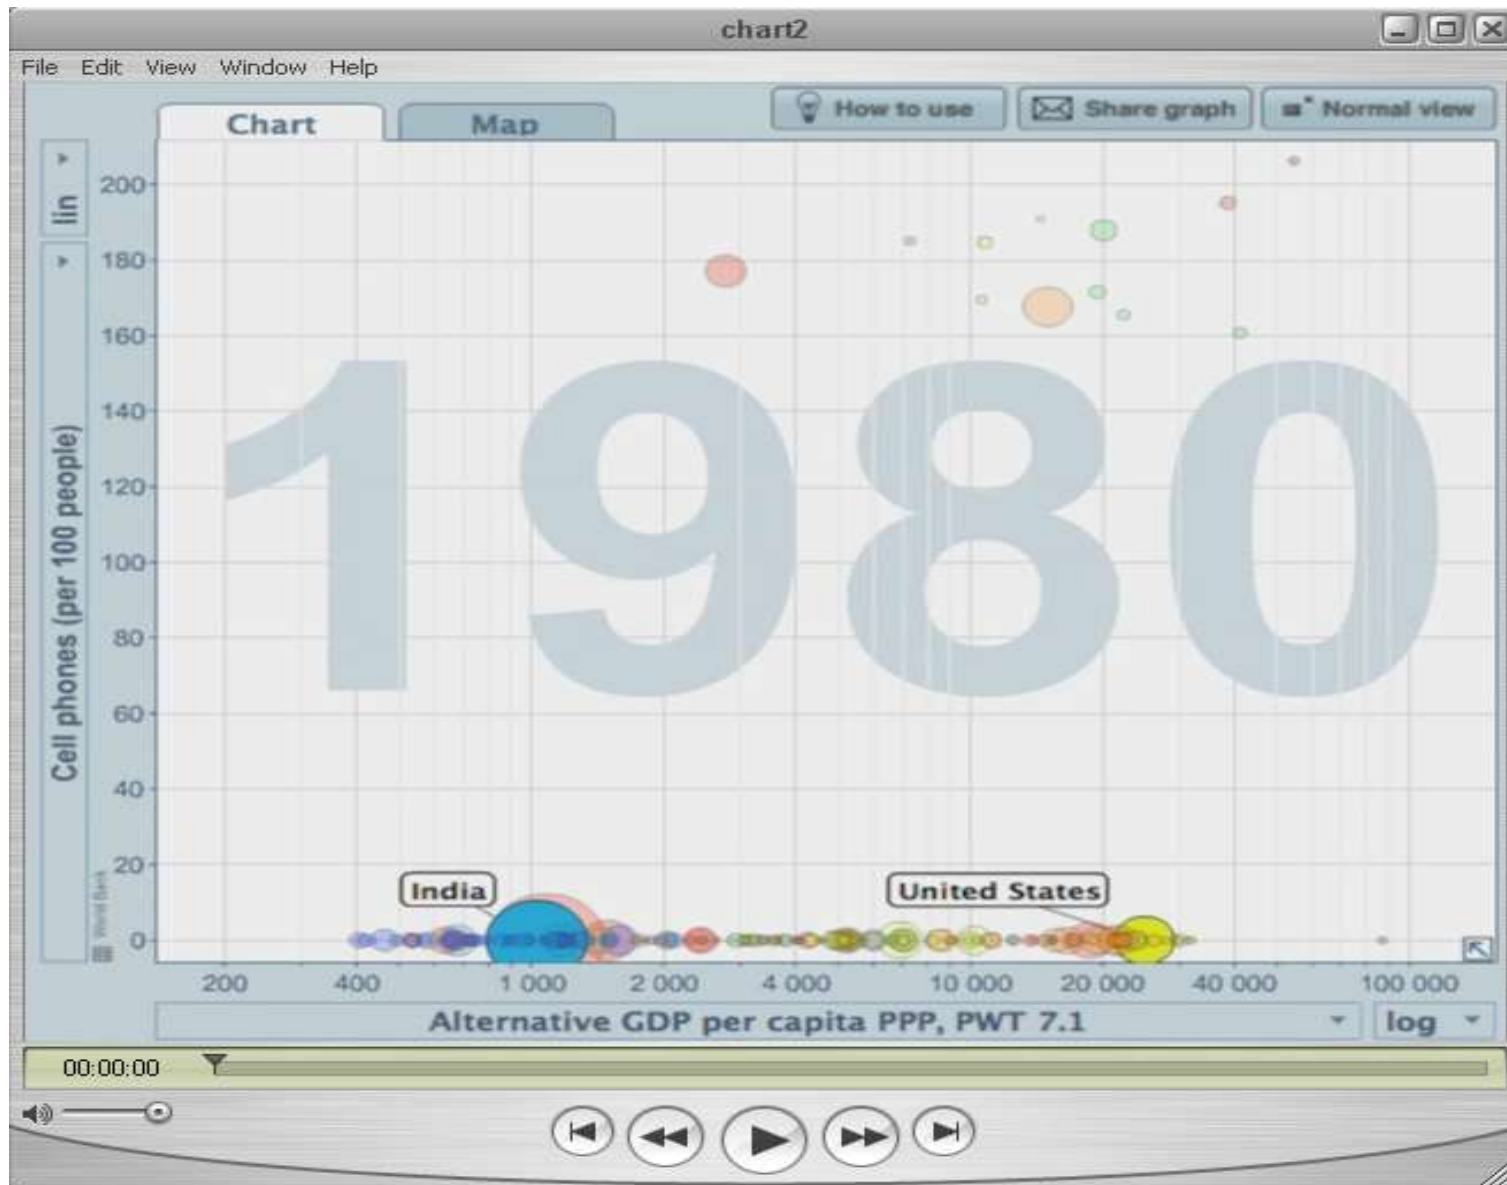 chart2
File Edit View Window Help
Chart Map How to use Share graph Normal view
lin
Cell phones (per 100 people)
200
180
160
140
120
100
80
60
40
20
0
1980
World Bank
India
United States
200 400 1 000 2 000 4 000 10 000 20 000 40 000 100 000
Alternative GDP per capita PPP, PWT 7.1 log
00:00:00